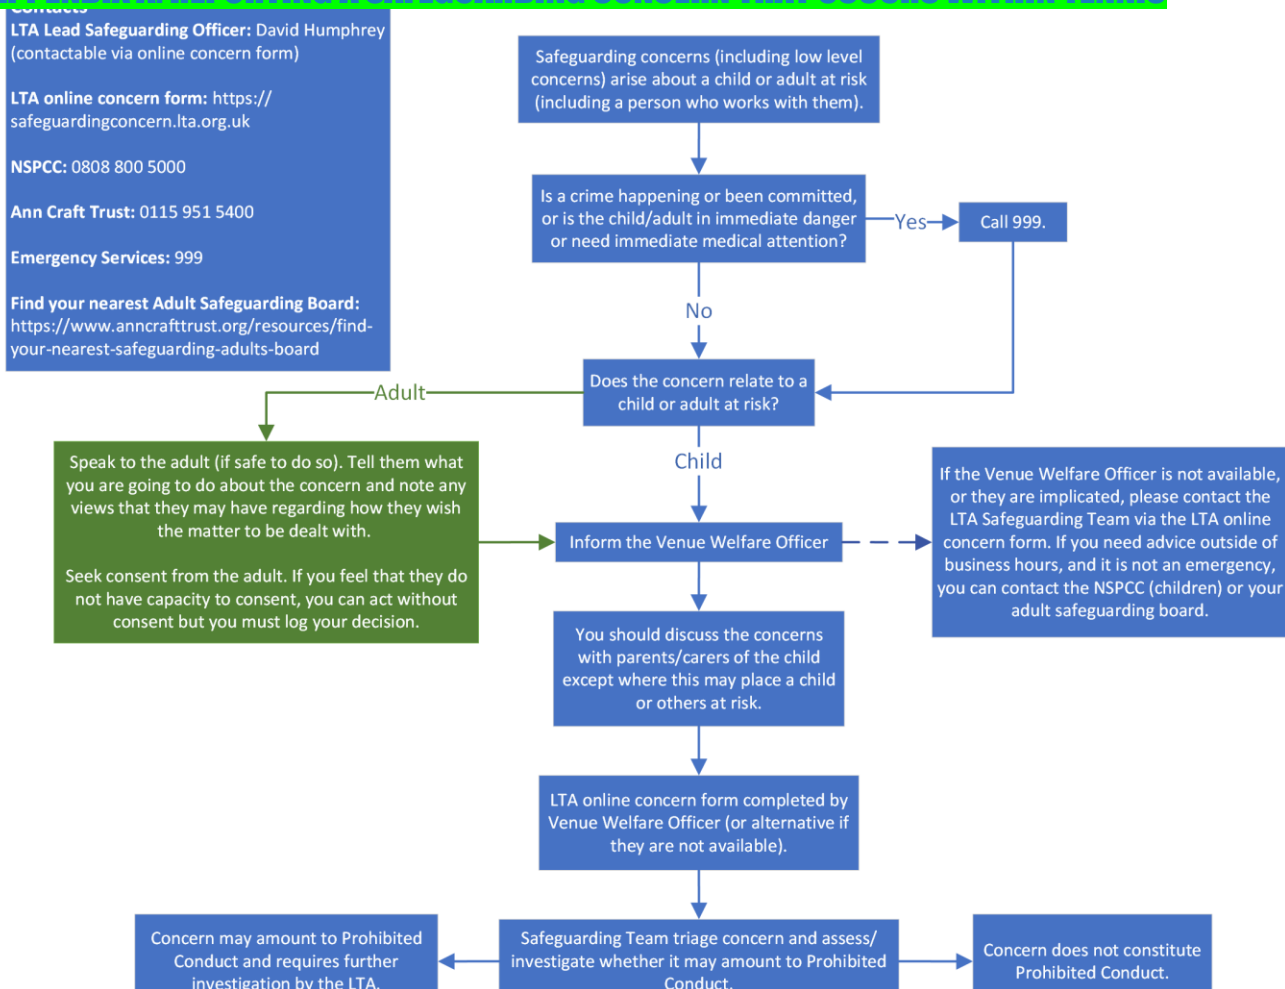 Contacts
LTA Lead Safeguarding Officer: David Humphrey
(contactable via online concern form)
LTA online concern form: https://
safeguardingconcern.lta.org.uk
NSPCC: 0808 800 5000
Ann Craft Trust: 0115 951 5400
Emergency Services: 999
Find your nearest Adult Safeguarding Board:
https://www.anncrafttrust.org/resources/find-
your-nearest-safeguarding-adults-board
Safeguarding concerns (including low level
concerns) arise about a child or adult at risk
(including a person who works with them).
Is a crime happening or been committed,
or is the child/adult in immediate danger
or need immediate medical attention?
Yes
Call 999.
No
Does the concern relate to a
child or adult at risk?
Adult
Child
Speak to the adult (if safe to do so). Tell them what
you are going to do about the concern and note any
views that they may have regarding how they wish
the matter to be dealt with.
Seek consent from the adult. If you feel that they do
not have capacity to consent, you can act without
consent but you must log your decision.
Inform the Venue Welfare Officer
If the Venue Welfare Officer is not available,
or they are implicated, please contact the
LTA Safeguarding Team via the LTA online
concern form. If you need advice outside of
business hours, and it is not an emergency,
you can contact the NSPCC (children) or your
adult safeguarding board.
You should discuss the concerns
with parents/carers of the child
except where this may place a child
or others at risk.
LTA online concern form completed by
Venue Welfare Officer (or alternative if
they are not available).
Concern may amount to Prohibited
Conduct and requires further
investigation by the LTA.
Safeguarding Team triage concern and assess/
investigate whether it may amount to Prohibited
Conduct.
Concern does not constitute
Prohibited Conduct.